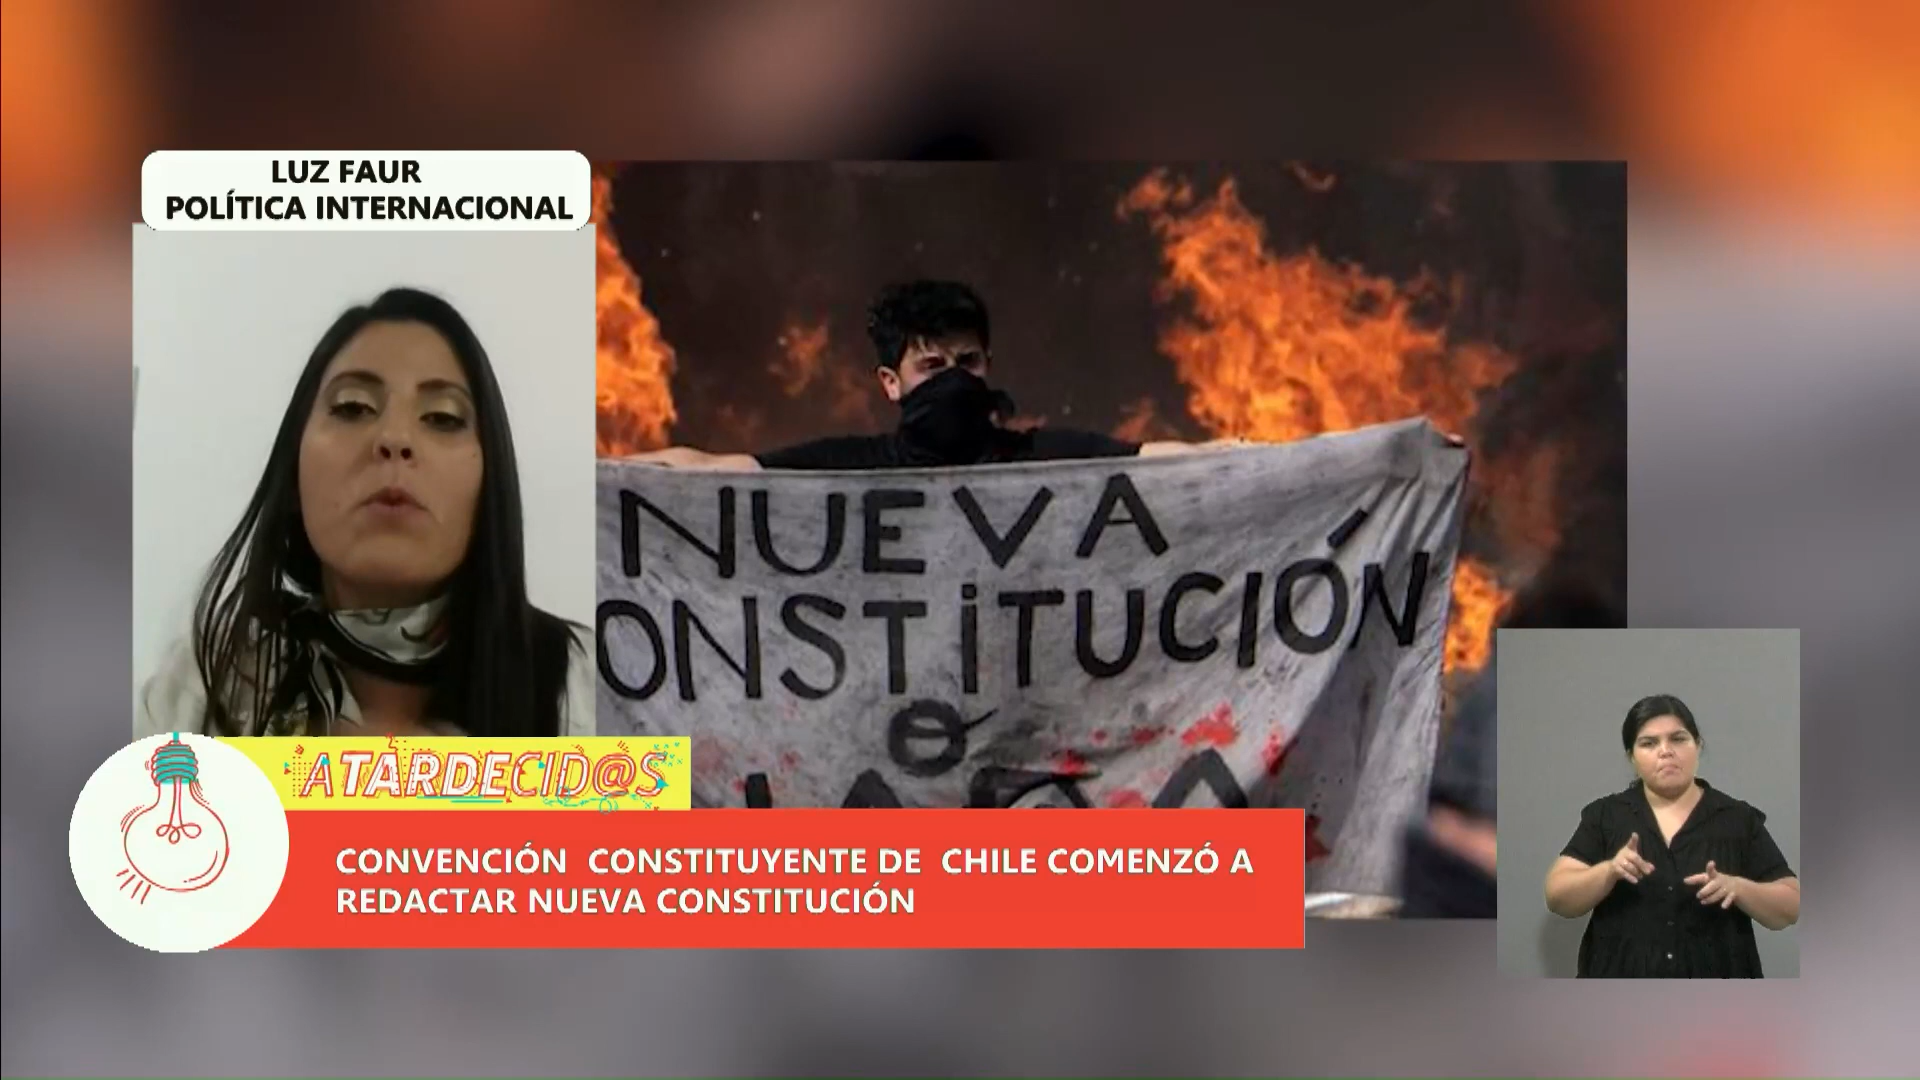 LUZ FAUR
POLÍTICA INTERNACIONAL
NUEVA
ONSTITUCIÓN
O
ATARDECID@S
CONVENCIÓN CONSTITUYENTE DE CHILE COMENZÓ A
REDACTAR NUEVA CONSTITUCIÓN